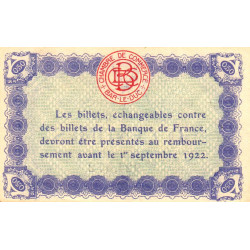 CHAMBRE DE COMMERCE
BAR-LE-DUC
Les billets, échangeables contre
des billets de la Banque de France,
devront être présentés au rembour-
sement avant le 1er septembre 1922.